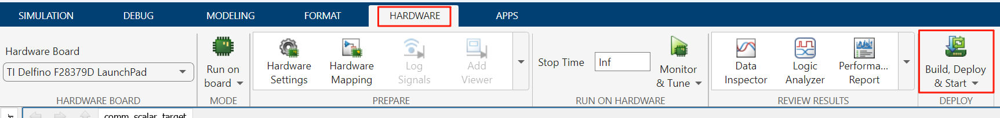 SIMULATION DEBUG MODELING FORMAT HARDWARE APPS
Hardware Board
TI Delfino F28379D LaunchPad
HARDWARE BOARD
Run on
board
MODE
Hardware
Settings
Hardware
Mapping
Log
Signals
Add
Viewer
PREPARE
Stop Time Inf
Monitor
& Tune
RUN ON HARDWARE
Data
Inspector
Logic
Analyzer
Performa...
Report
REVIEW RESULTS
Build, Deploy
& Start
DEPLOY
comm_scalar_target